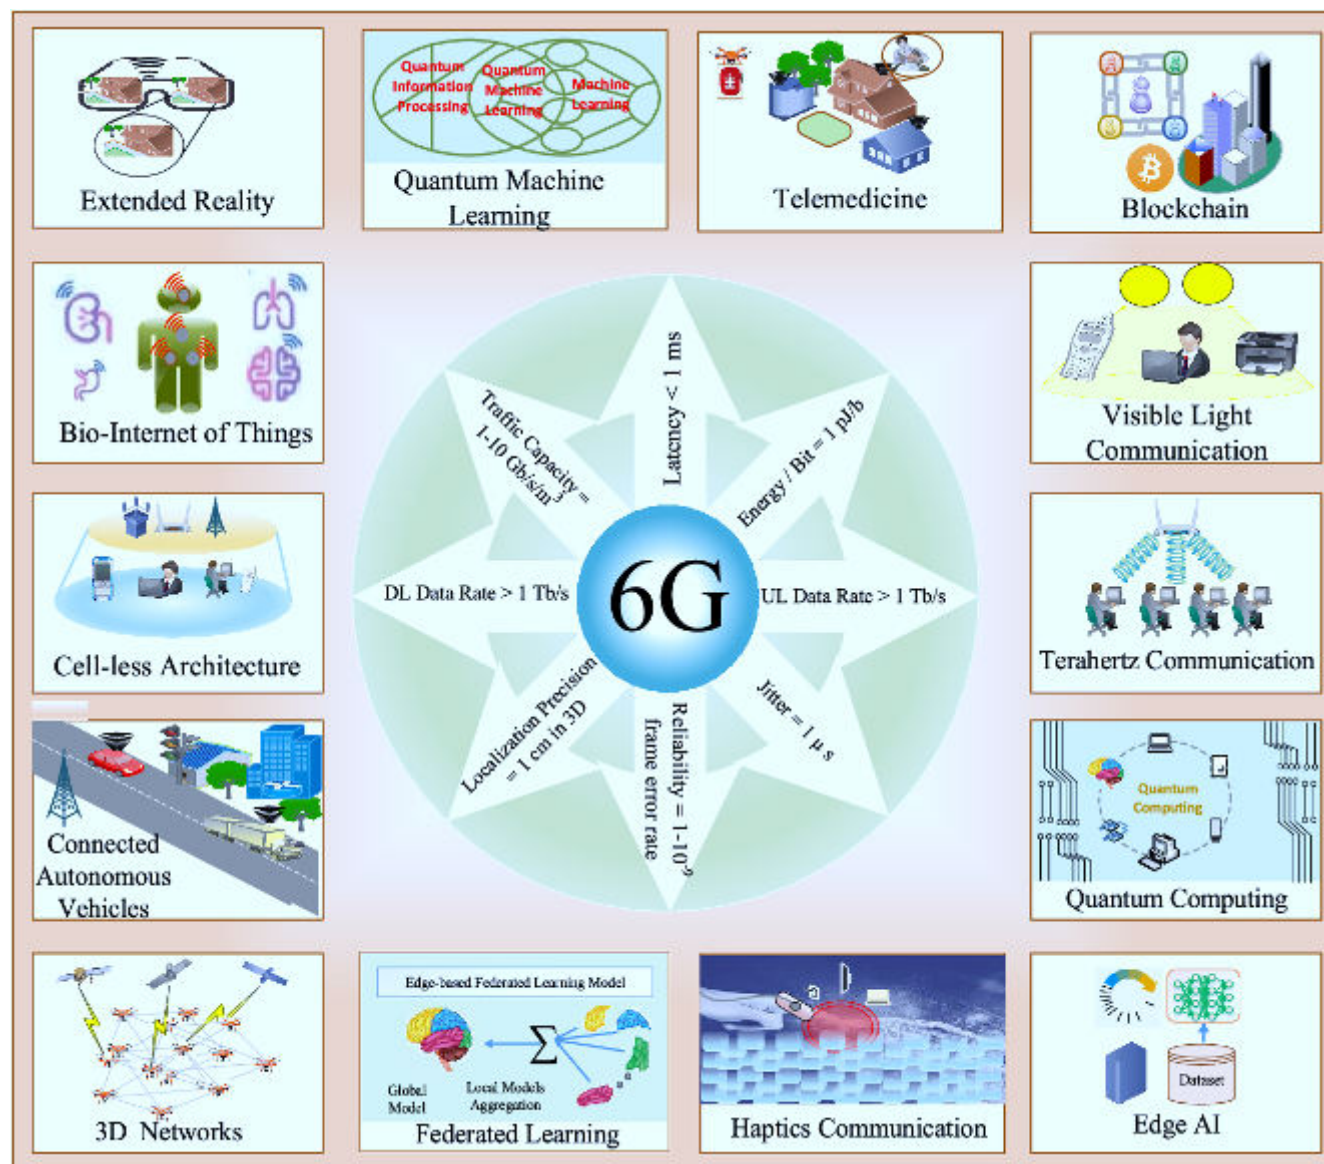 Quantum
Information
Processing
Quantum
Machine
Learning
Machine
Learning
Extended Reality
Quantum Machine
Learning
Telemedicine
Blockchain
Bio-Internet of Things
Visible Light
Communication
Cell-less Architecture
Terahertz Communication
Connected
Autonomous
Vehicles
Quantum
Computing
Quantum Computing
3D Networks
Edge-based Federated Learning Model
Σ
Global
Model
Local Models
Aggregation
Federated Learning
Haptics Communication
Dataset
Edge AI
Latency < 1 ms
Energy / Bit = 1 pJ/b
UL Data Rate > 1 Tb/s
Jitter = 1 µ s
Reliability = 1-10⁻⁹
frame error rate
Localization Precision
= 1 cm in 3D
DL Data Rate > 1 Tb/s
Traffic Capacity =
1-10 Gb/s/m³
6G